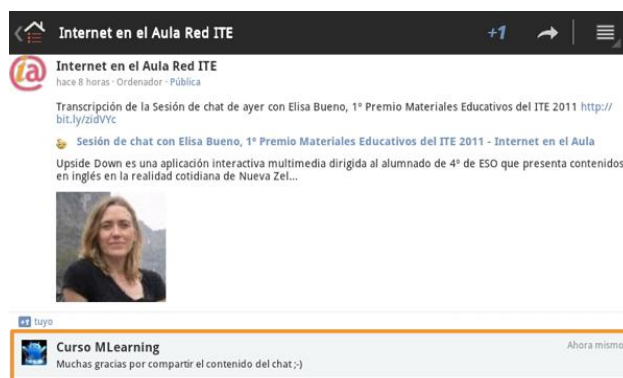 Internet en el Aula Red ITE
+1
ia
Internet en el Aula Red ITE
hace 8 horas · Ordenador · Pública
Transcripción de la Sesión de chat de ayer con Elisa Bueno, 1º Premio Materiales Educativos del ITE 2011 http://
bit.ly/zidVYc
Sesión de chat con Elisa Bueno, 1º Premio Materiales Educativos del ITE 2011 - Internet en el Aula
Upside Down es una aplicación interactiva multimedia dirigida al alumnado de 4º de ESO que presenta contenidos
en inglés en la realidad cotidiana de Nueva Zel...
+1 tuyo
Curso MLearning
Ahora mismo
Muchas gracias por compartir el contenido del chat ;-)